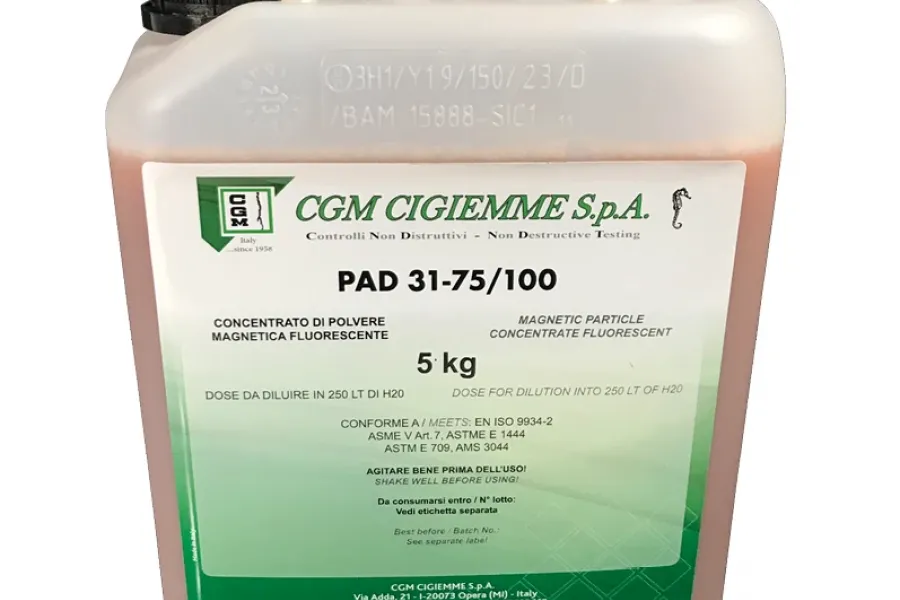 3H1/Y1.9/150/23/D
/BAM 15888-SIC1
23
CGM
Italy
...since 1958
CGM CIGIEMME S.p.A.
Controlli Non Distruttivi - Non Destructive Testing
PAD 31-75/100
CONCENTRATO DI POLVERE
MAGNETICA FLUORESCENTE
MAGNETIC PARTICLE
CONCENTRATE FLUORESCENT
5 kg
DOSE DA DILUIRE IN 250 LT DI H20
DOSE FOR DILUTION INTO 250 LT OF H20
CONFORME A / MEETS: EN ISO 9934-2
ASME V Art.7, ASTME E 1444
ASTM E 709, AMS 3044
AGITARE BENE PRIMA DELL'USO!
SHAKE WELL BEFORE USING!
Da consumarsi entro / N° lotto:
Vedi etichetta separata
Best before / Batch No.:
See separate label
Made in Italy
CGM CIGIEMME S.p.A.
Via Adda, 21 - I-20073 Opera (MI) - Italy